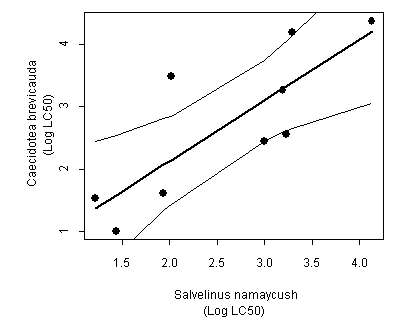 Caecidotea brevicauda
(Log LC50)
4
3
2
1
1.5 2.0 2.5 3.0 3.5 4.0
Salvelinus namaycush
(Log LC50)